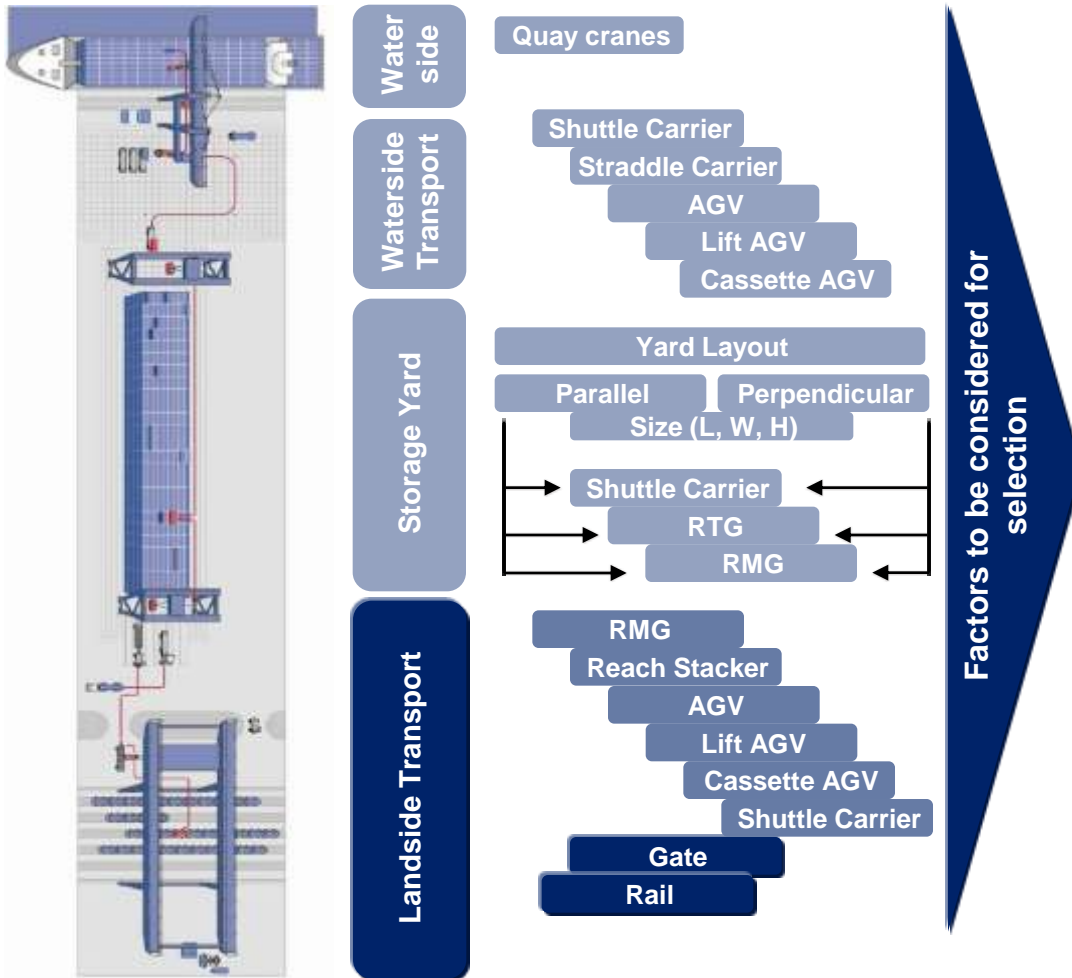 Water
side
Quay cranes
Waterside
Transport
Shuttle Carrier
Straddle Carrier
AGV
Lift AGV
Cassette AGV
Storage Yard
Yard Layout
Parallel
Perpendicular
Size (L, W, H)
Shuttle Carrier
RTG
RMG
Landside Transport
RMG
Reach Stacker
AGV
Lift AGV
Cassette AGV
Shuttle Carrier
Gate
Rail
Factors to be considered for
selection